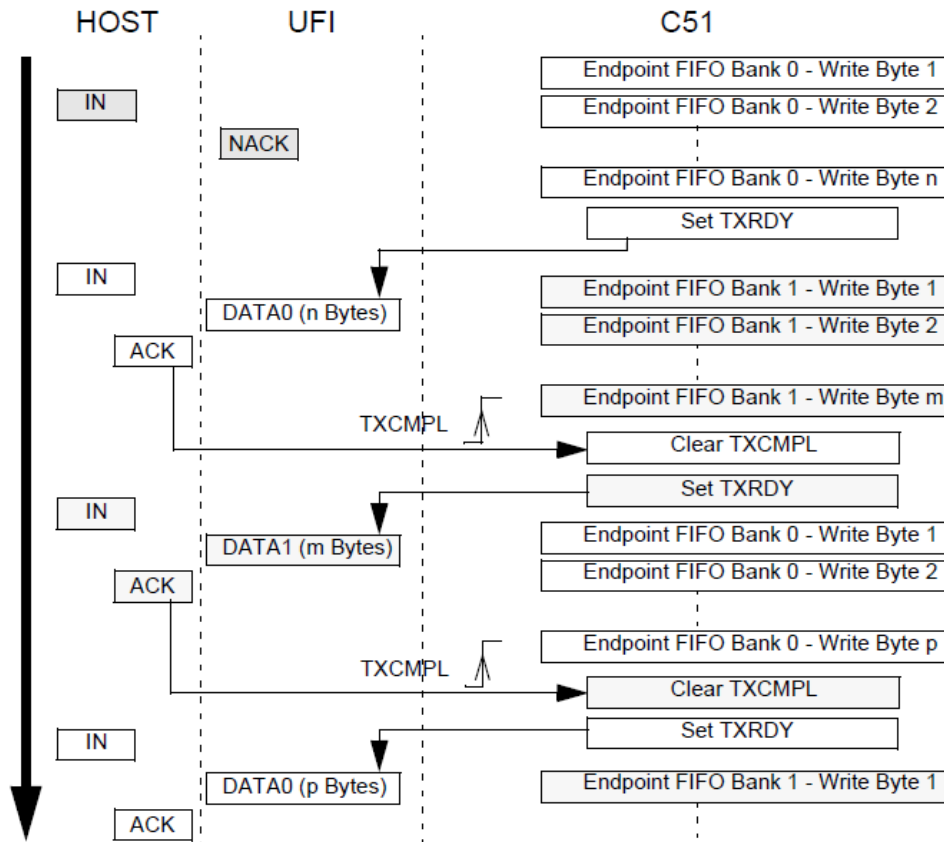 HOST UFI C51
Endpoint FIFO Bank 0 - Write Byte 1
IN
Endpoint FIFO Bank 0 - Write Byte 2
NACK
Endpoint FIFO Bank 0 - Write Byte n
Set TXRDY
IN
Endpoint FIFO Bank 1 - Write Byte 1
DATA0 (n Bytes)
Endpoint FIFO Bank 1 - Write Byte 2
ACK
Endpoint FIFO Bank 1 - Write Byte m
TXCMPL
Clear TXCMPL
Set TXRDY
IN
Endpoint FIFO Bank 0 - Write Byte 1
DATA1 (m Bytes)
Endpoint FIFO Bank 0 - Write Byte 2
ACK
Endpoint FIFO Bank 0 - Write Byte p
TXCMPL
Clear TXCMPL
Set TXRDY
IN
Endpoint FIFO Bank 1 - Write Byte 1
DATA0 (p Bytes)
ACK